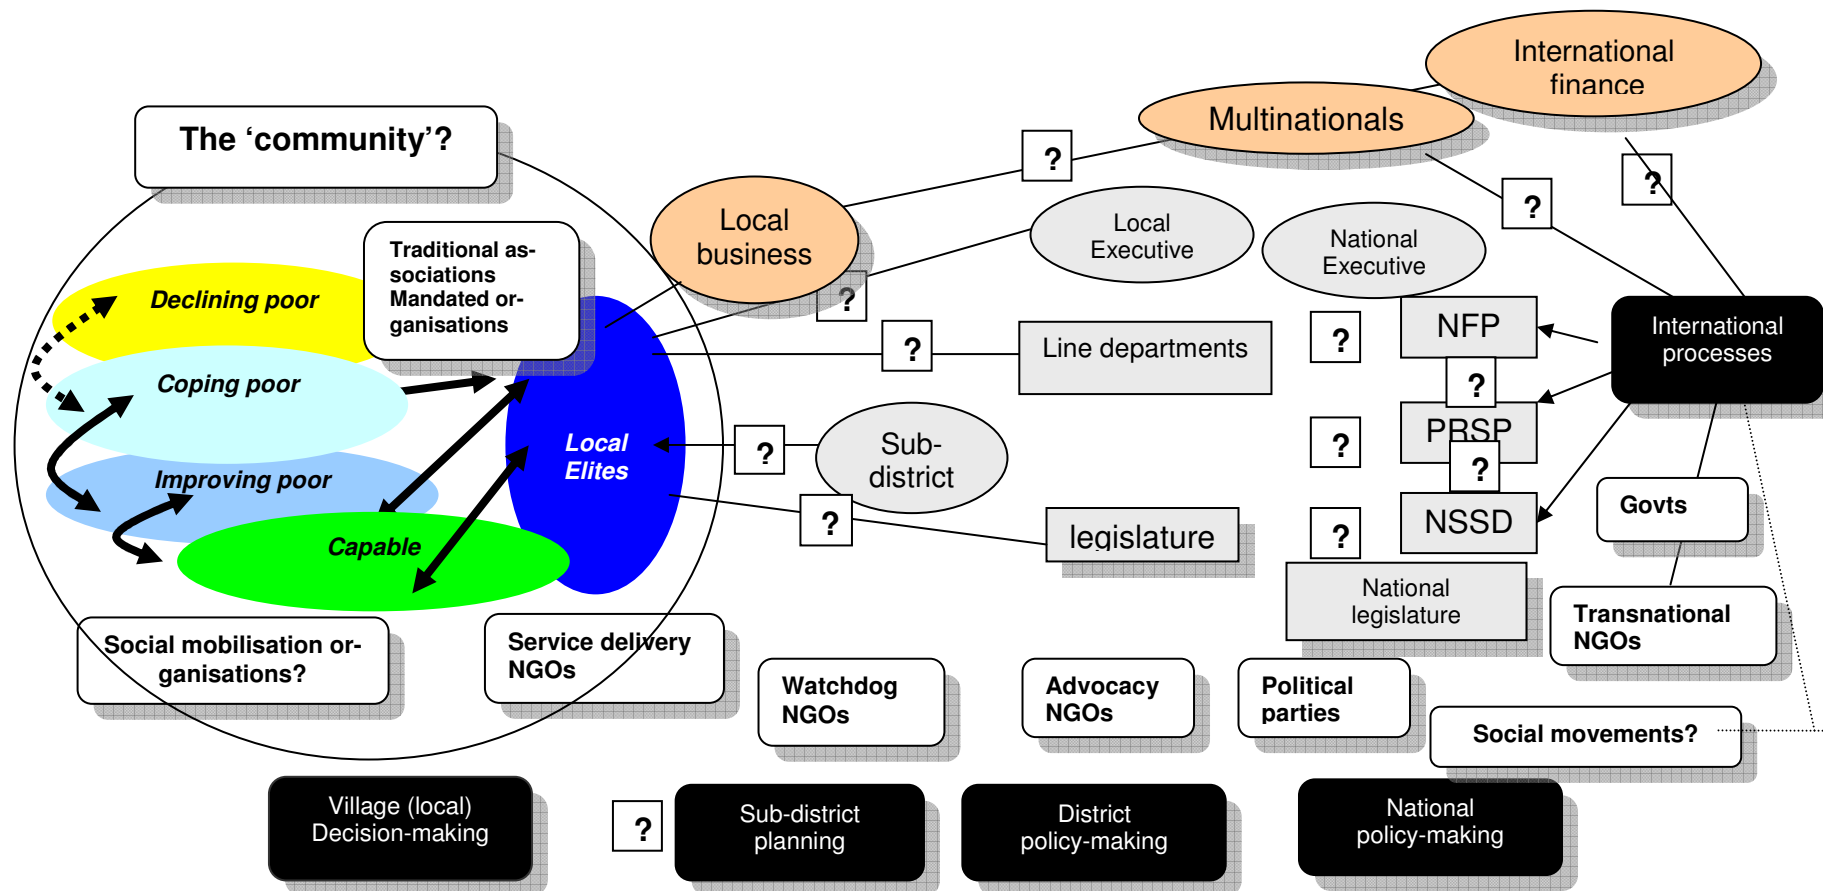 International
finance
Multinationals
The ‘community’?
?
?
?
Local
business
Local
Executive
National
Executive
Traditional as-
sociations
Mandated or-
ganisations
Declining poor
?
?
?
Line departments
?
NFP
International
processes
Coping poor
?
PRSP
?
?
Local
Elites
?
Sub-
district
Improving poor
?
legislature
?
NSSD
Govts
Capable
National
legislature
Transnational
NGOs
Social mobilisation or-
ganisations?
Service delivery
NGOs
Watchdog
NGOs
Advocacy
NGOs
Political
parties
Social movements?
Village (local)
Decision-making
?
Sub-district
planning
District
policy-making
National
policy-making